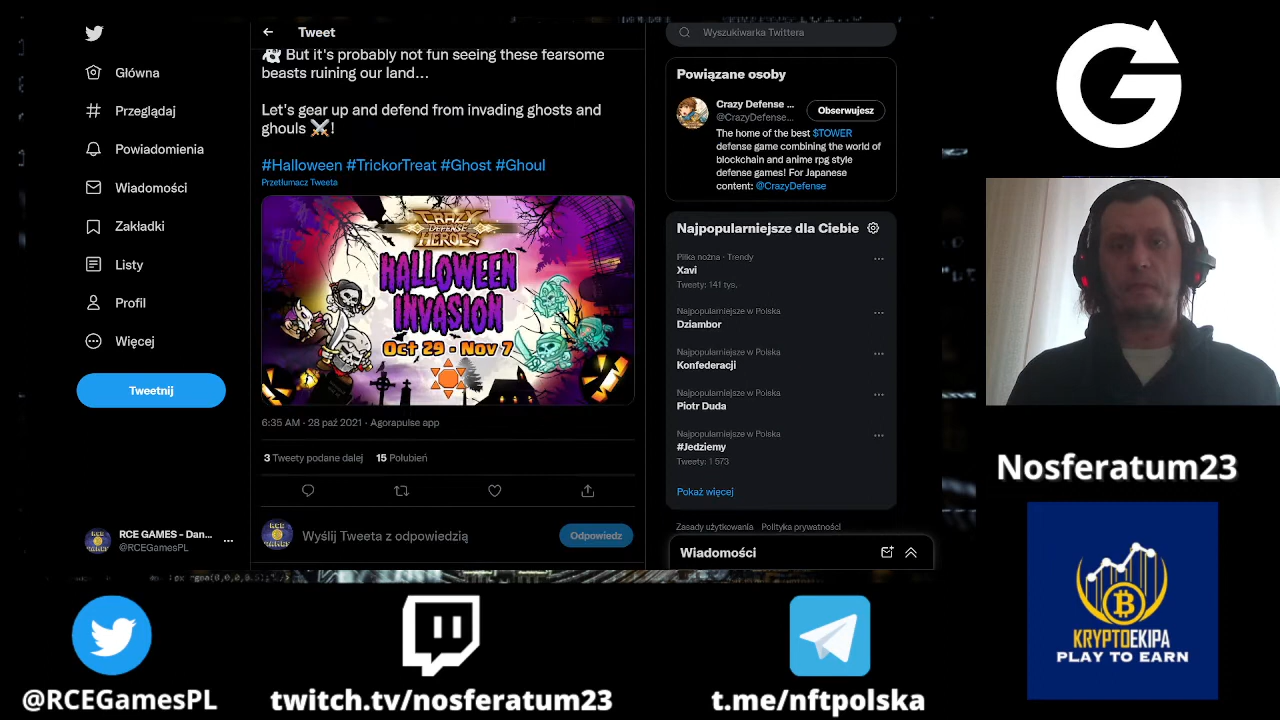 Tweet
Wyszukiwarka Twittera
Główna
Przeglądaj
Powiadomienia
Wiadomości
Zakładki
Listy
Profil
Więcej
Tweetnij
RCE GAMES - Dan...
@RCEGamesPL
But it's probably not fun seeing these fearsome
beasts ruining our land...
Let's gear up and defend from invading ghosts and
ghouls ⚔️!
#Halloween #TrickorTreat #Ghost #Ghoul
Przetłumacz Tweeta
CRAZY
DEFENSE
HEROES
HALLOWEEN
INVASION
Oct 29 - Nov 7
6:35 AM · 28 paź 2021 · Agorapulse app
3 Tweety podane dalej 15 Polubień
Wyślij Tweeta z odpowiedzią
Odpowiedz
Powiązane osoby
Crazy Defense ...
@CrazyDefense...
Obserwujesz
The home of the best $TOWER
defense game combining the world of
blockchain and anime rpg style
defense games! For Japanese
content: @CrazyDefense
Najpopularniejsze dla Ciebie
Piłka nożna · Trendy
Xavi
Tweety: 141 tys.
Najpopularniejsze w Polska
Dziambor
Najpopularniejsze w Polska
Konfederacji
Najpopularniejsze w Polska
Piotr Duda
Najpopularniejsze w Polska
#Jedziemy
Tweety: 1 573
Pokaż więcej
Zasady użytkowania Polityka prywatności
Wiadomości
Nosferatum23
KRYPTOEKIPA
PLAY TO EARN
@RCEGamesPL
twitch.tv/nosferatum23
t.me/nftpolska